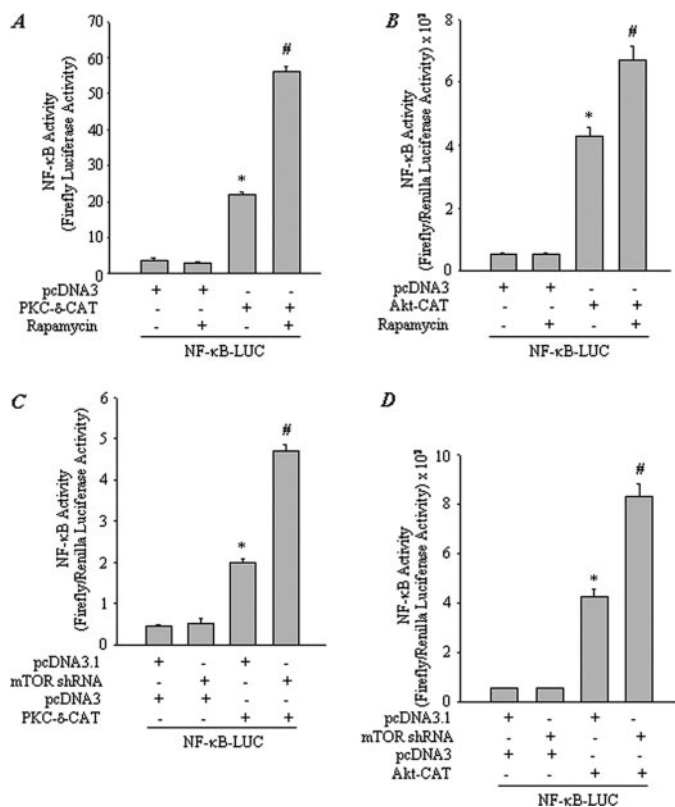 A
NF-κB Activity
(Firefly Luciferase Activity)
70
60
50
40
30
20
10
0
* #
pcDNA3 + + - -
PKC-δ-CAT - - + +
Rapamycin - + - +
NF-κB-LUC
B
NF-κB Activity
(Firefly/Renilla Luciferase Activity) x 10²
8
6
4
2
0
* #
pcDNA3 + + - -
Akt-CAT - - + +
Rapamycin - + - +
NF-κB-LUC
C
NF-κB Activity
(Firefly/Renilla Luciferase Activity)
6
5
4
3
2
1
0
* #
pcDNA3.1 + - + -
mTOR shRNA - + - +
pcDNA3 + + - -
PKC-δ-CAT - - + +
NF-κB-LUC
D
NF-κB Activity
(Firefly/Renilla Luciferase Activity) x 10²
10
8
6
4
2
0
* #
pcDNA3.1 + - + -
mTOR shRNA - + - +
pcDNA3 + + - -
Akt-CAT - - + +
NF-κB-LUC